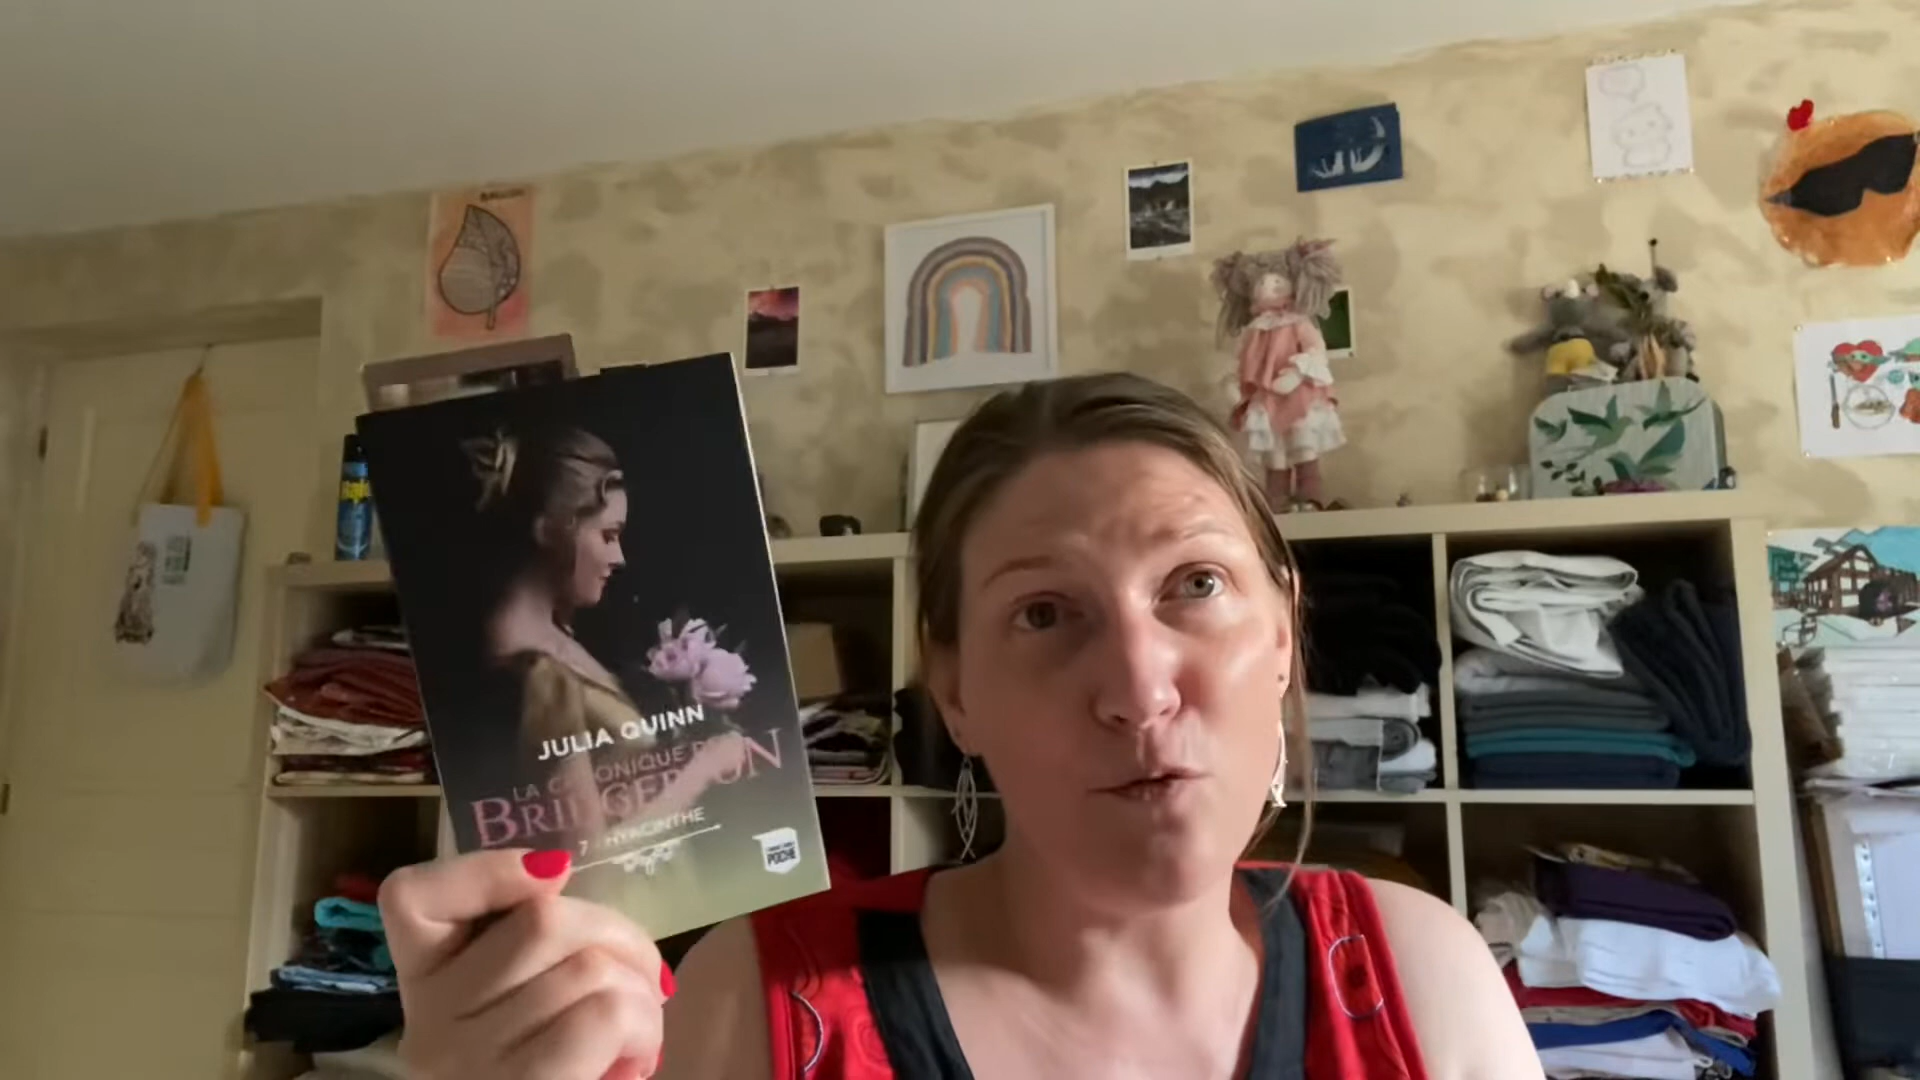 JULIA QUINN
LA CHRONIQUE DES
BRIDGERTON
7 - HYACINTHE
POCHE